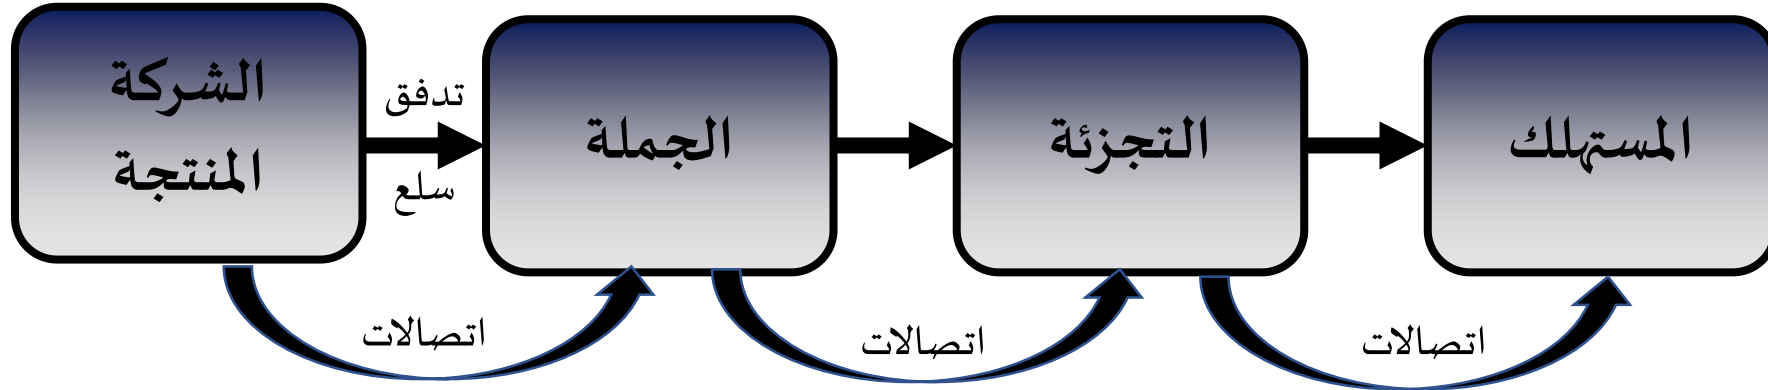 الشركة
المنتجة
تدفق
سلع
الجملة
التجزئة
المستهلك
اتصالات
اتصالات
اتصالات